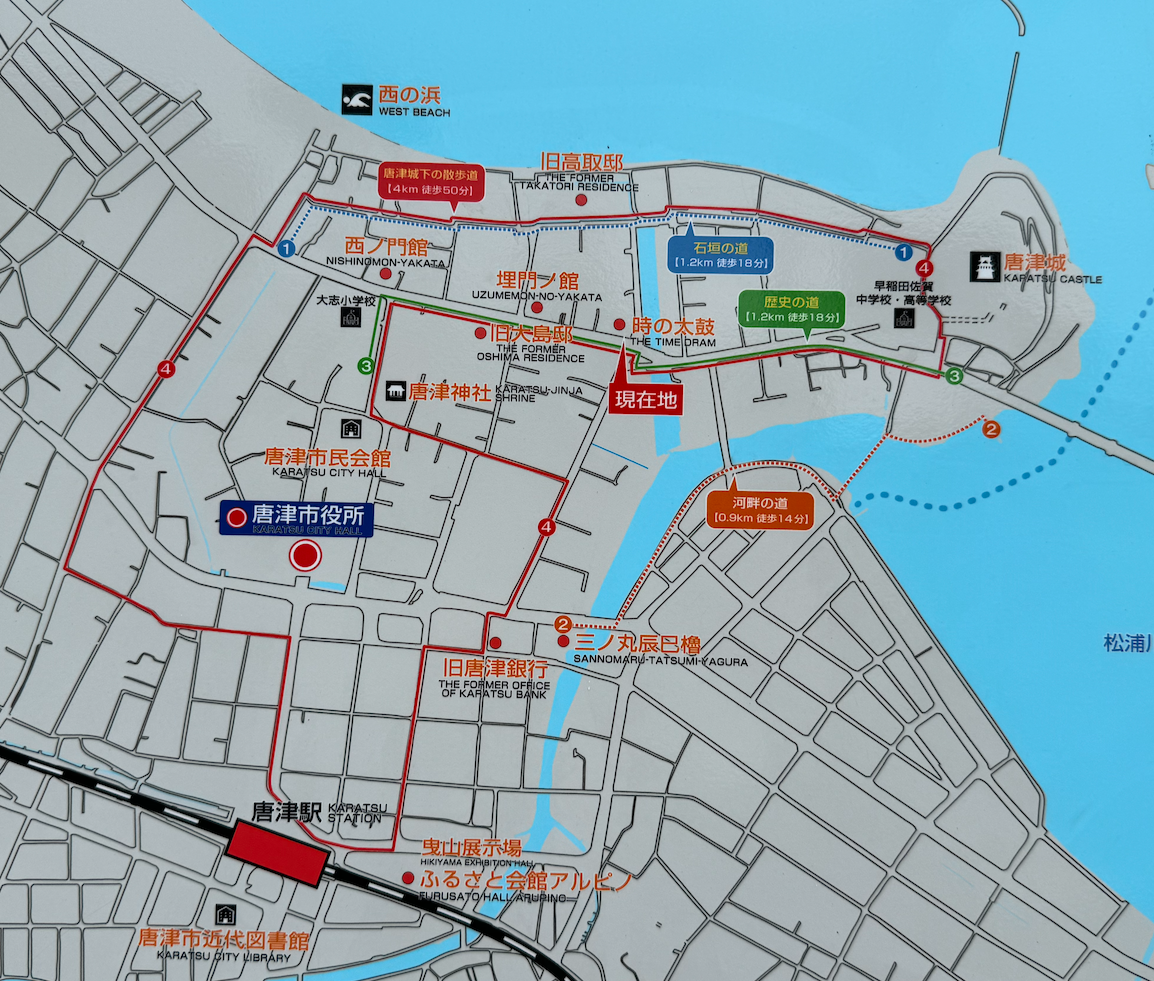 西の浜
WEST BEACH
旧高取邸
THE FORMER
TAKATORI RESIDENCE
唐津城下の散歩道
【4km 徒歩50分】
1
西ノ門館
NISHINOMON-YAKATA
石垣の道
【1.2km 徒歩18分】
1
4
唐津城
KARATSU CASTLE
埋門ノ館
UZUMEMON-NO-YAKATA
早稲田佐賀
中学校・高等学校
大志小学校
歴史の道
【1.2km 徒歩18分】
時の太鼓
THE TIME DRAM
旧大島邸
THE FORMER
OSHIMA RESIDENCE
4
3
3
唐津神社
KARATSU-JINJA
SHRINE
現在地
2
唐津市民会館
KARATSU CITY HALL
河畔の道
【0.9km 徒歩14分】
唐津市役所
KARATSU CITY HALL
4
2
三ノ丸辰巳櫓
SANNOMARU-TATSUMI-YAGURA
松浦川
旧唐津銀行
THE FORMER OFFICE
OF KARATSU BANK
唐津駅
KARATSU
STATION
曳山展示場
HIKIYAMA EXHIBITION HALL
ふるさと会館アルピノ
FURUSATO HALL ARUPINO
唐津市近代図書館
KARATSU CITY LIBRARY